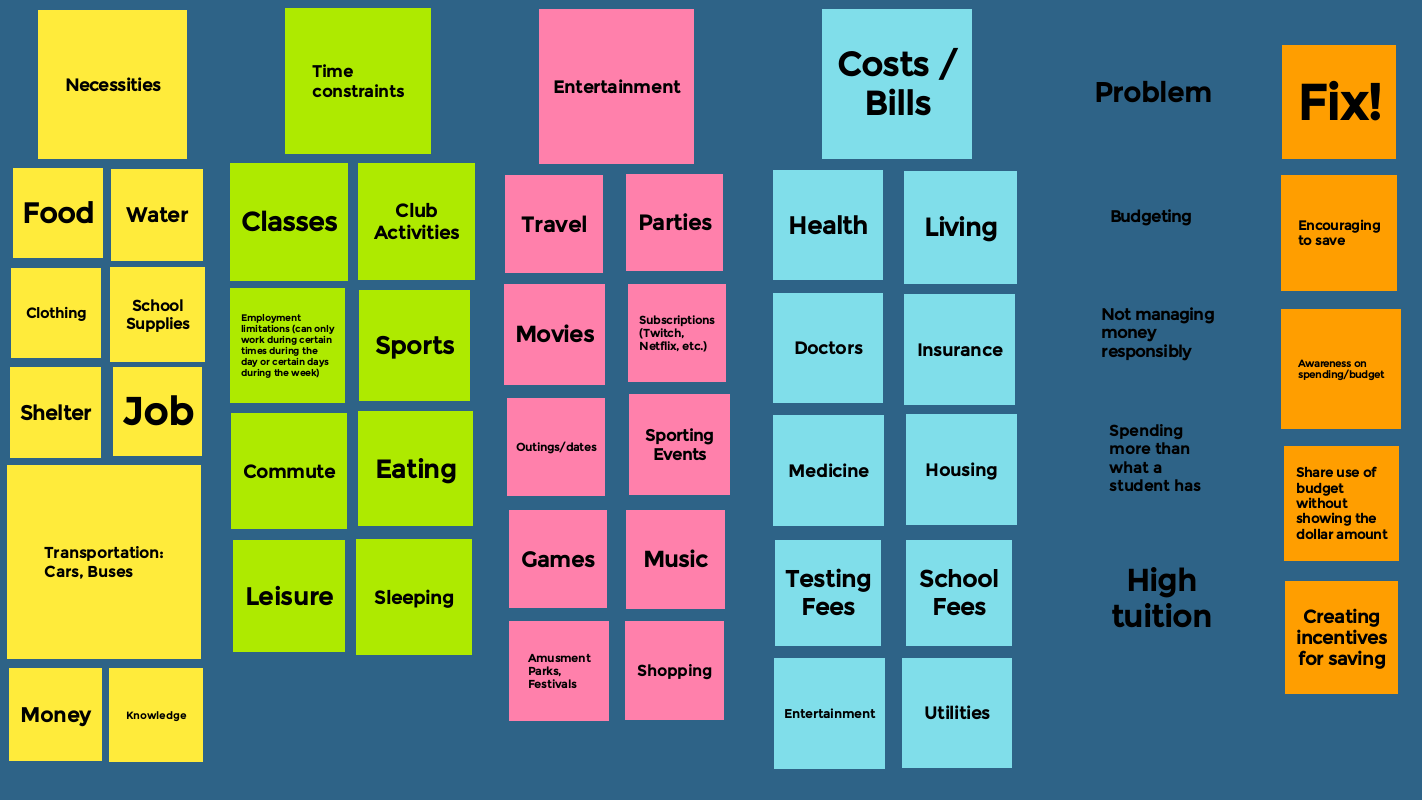 Necessities
Food
Water
Clothing
School
Supplies
Shelter
Job
Transportation:
Cars, Buses
Money
Knowledge
Time
constraints
Classes
Club
Activities
Employment
limitations (can only
work during certain
times during the
day or certain days
during the week)
Sports
Commute
Eating
Leisure
Sleeping
Entertainment
Travel
Parties
Movies
Subscriptions
(Twitch,
Netflix, etc.)
Outings/dates
Sporting
Events
Games
Music
Amusment
Parks,
Festivals
Shopping
Costs /
Bills
Health
Living
Doctors
Insurance
Medicine
Housing
Testing
Fees
School
Fees
Entertainment
Utilities
Problem
Budgeting
Not managing
money
responsibly
Spending
more than
what a
student has
High
tuition
Fix!
Encouraging
to save
Awareness on
spending/budget
Share use of
budget
without
showing the
dollar amount
Creating
incentives
for saving